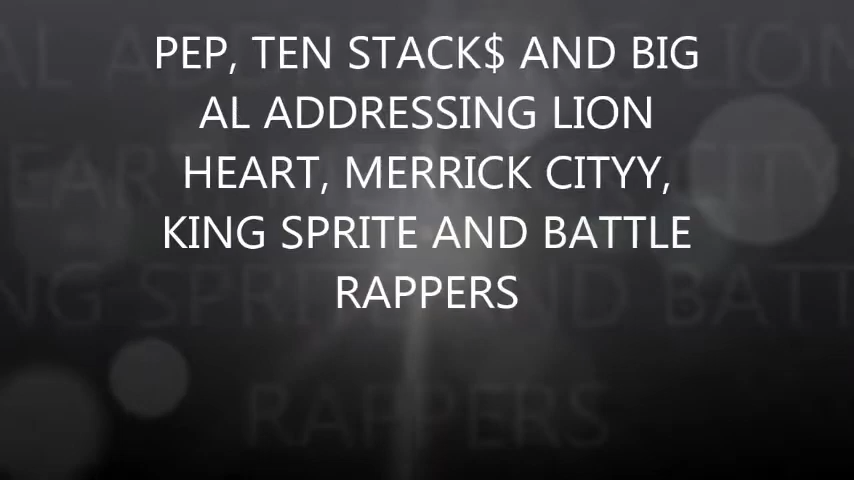 PEP, TEN STACK$ AND BIG
AL ADDRESSING LION
HEART, MERRICK CITYY,
KING SPRITE AND BATTLE
RAPPERS